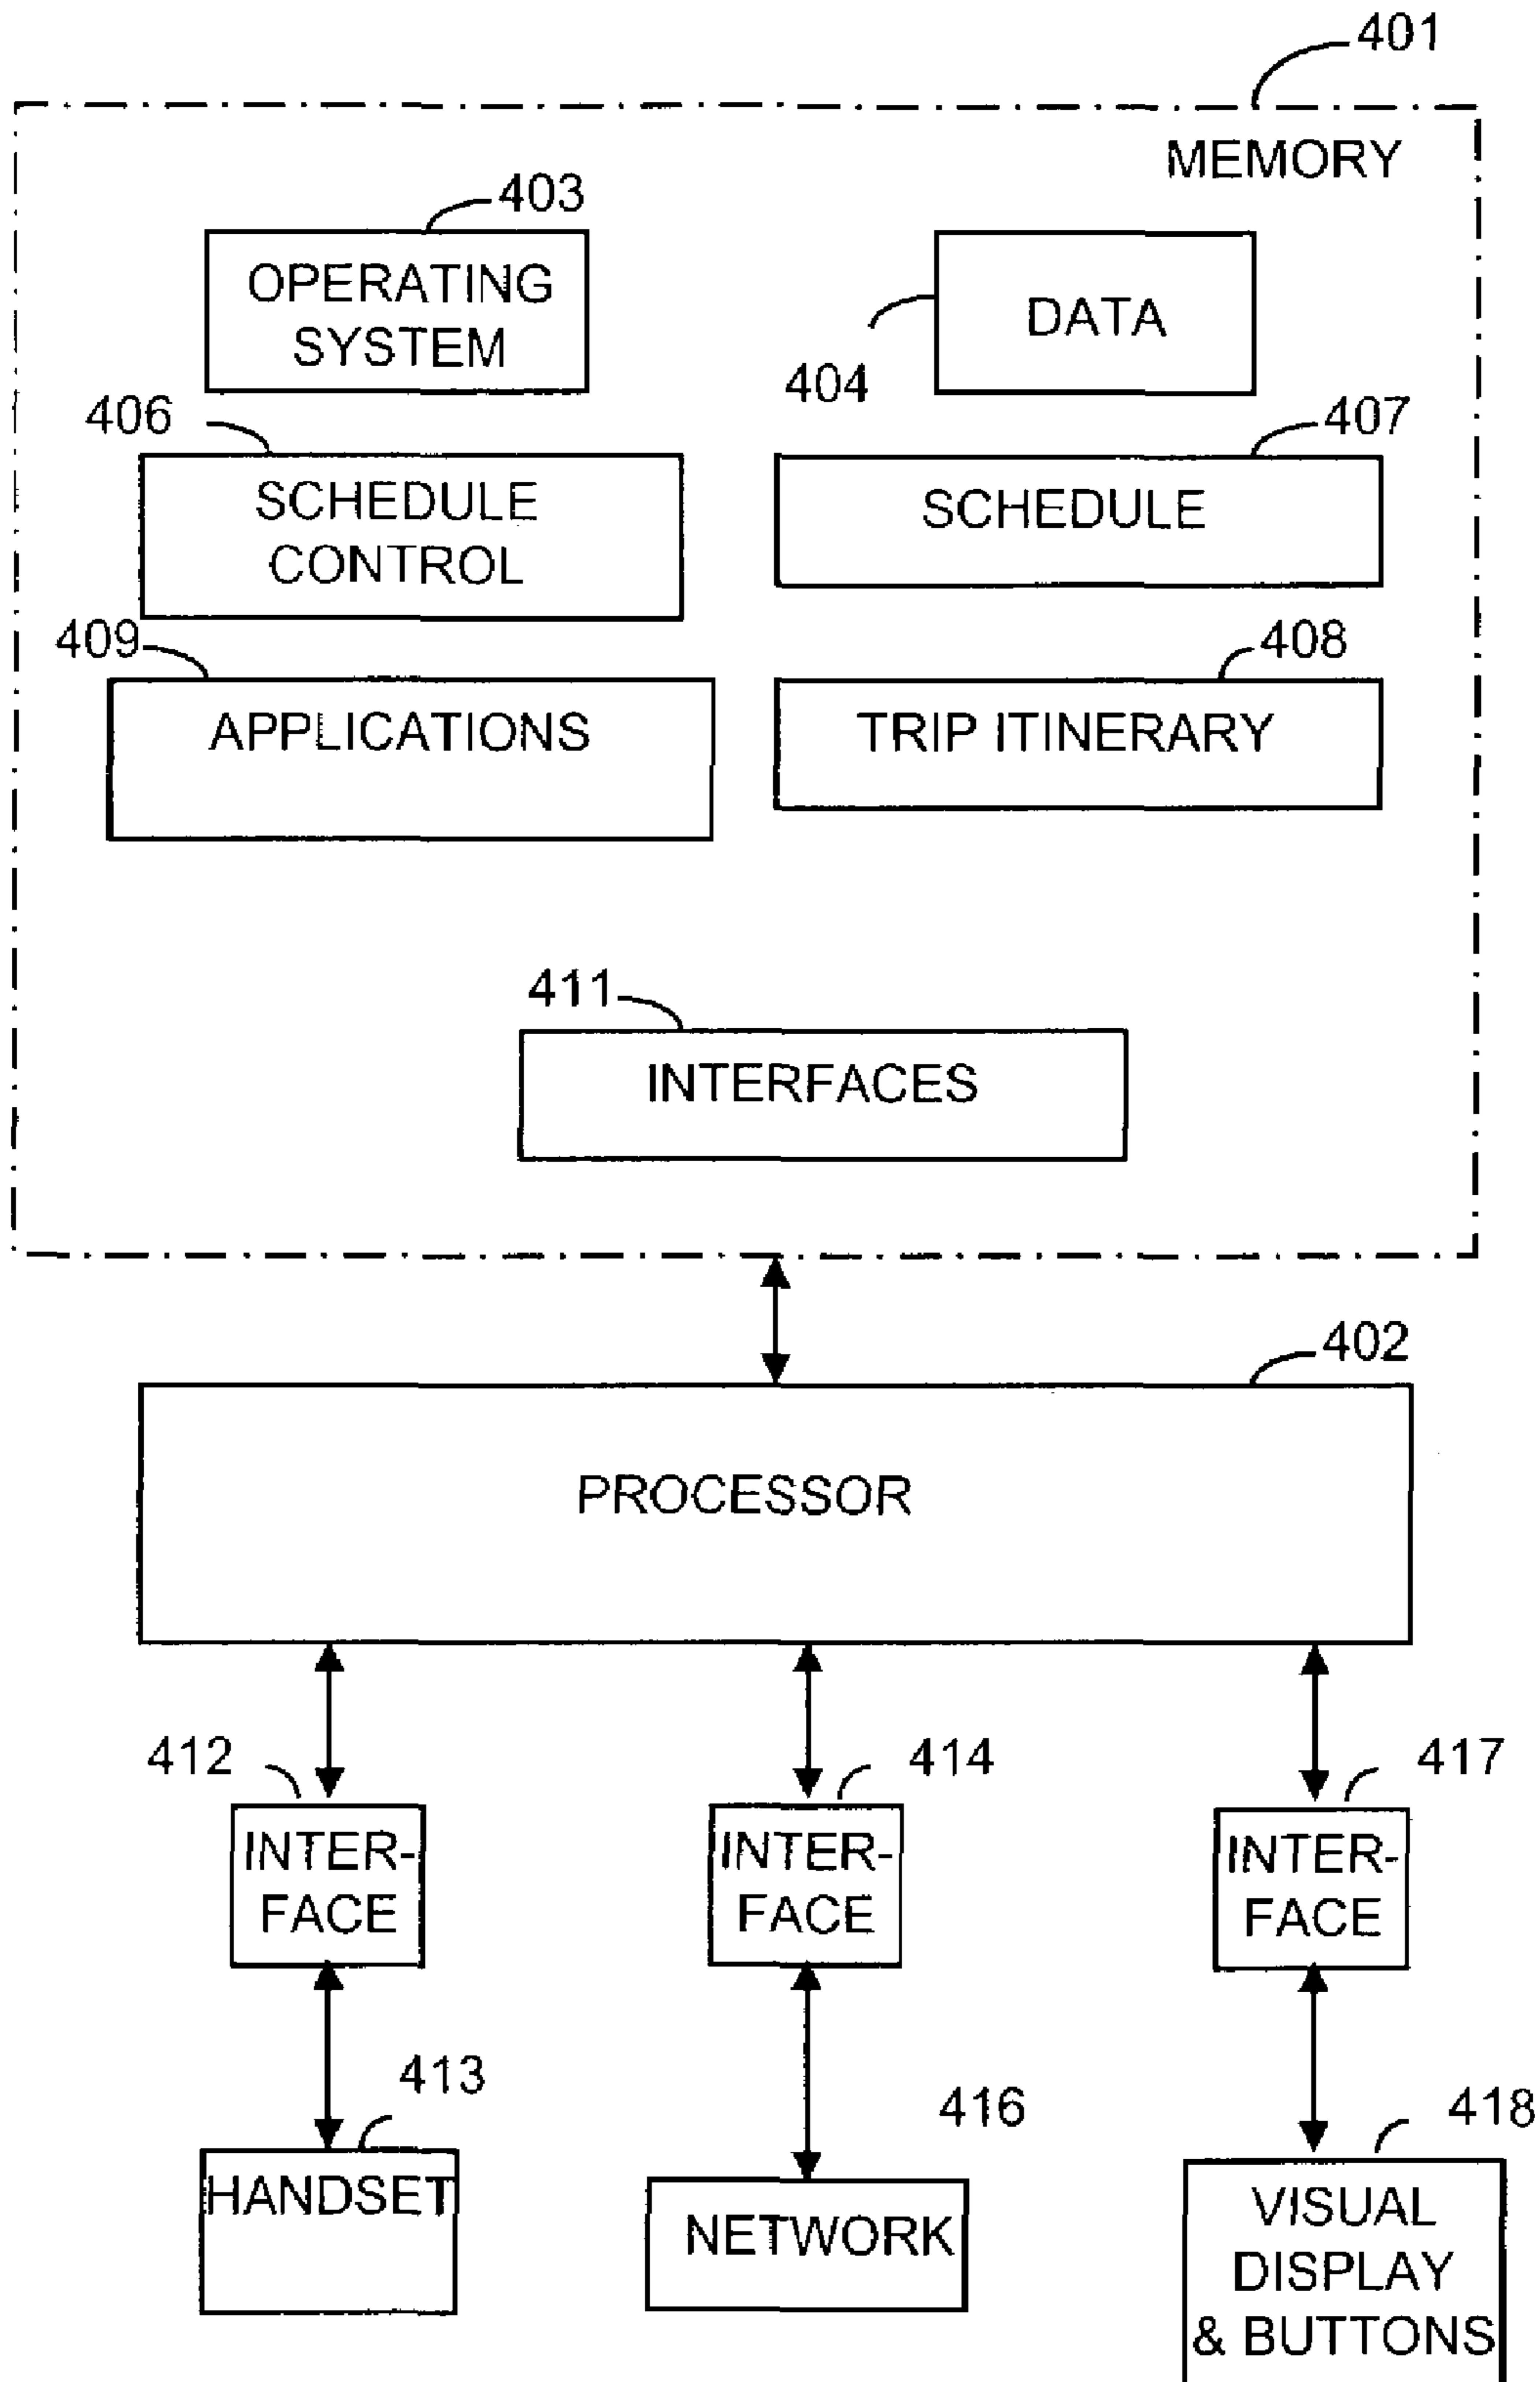 401
MEMORY
403
OPERATING
SYSTEM
DATA
404
406
SCHEDULE
CONTROL
407
SCHEDULE
409
APPLICATIONS
408
TRIP ITINERARY
411
INTERFACES
402
PROCESSOR
412
INTER-
FACE
414
INTER-
FACE
417
INTER-
FACE
413
HANDSET
416
NETWORK
418
VISUAL
DISPLAY
& BUTTONS